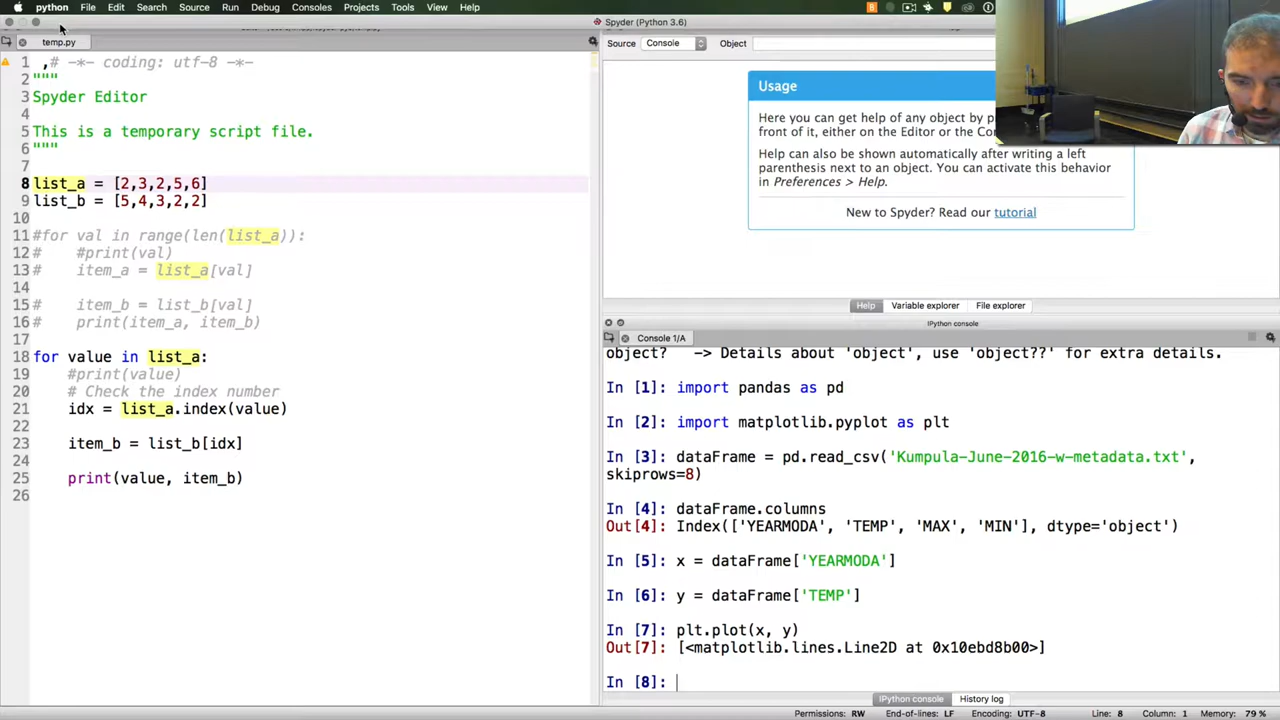 python File Edit Search Source Run Debug Consoles Projects Tools View Help
Spyder (Python 3.6)
temp.py
1 ,# -*- coding: utf-8 -*-
2 """
3 Spyder Editor
4
5 This is a temporary script file.
6 """
7
8 list_a = [2,3,2,5,6]
9 list_b = [5,4,3,2,2]
10
11 #for val in range(len(list_a)):
12 #    #print(val)
13 #    item_a = list_a[val]
14
15 #    item_b = list_b[val]
16 #    print(item_a, item_b)
17
18 for value in list_a:
19     #print(value)
20     # Check the index number
21     idx = list_a.index(value)
22
23     item_b = list_b[idx]
24
25     print(value, item_b)
26
Source Console Object
Usage
Here you can get help of any object by p
front of it, either on the Editor or the Co
Help can also be shown automatically after writing a left
parenthesis next to an object. You can activate this behavior
in Preferences > Help.
New to Spyder? Read our tutorial
Help Variable explorer File explorer
IPython console
Console 1/A
object?   -> Details about 'object', use 'object??' for extra details.
In [1]: import pandas as pd
In [2]: import matplotlib.pyplot as plt
In [3]: dataFrame = pd.read_csv('Kumpula-June-2016-w-metadata.txt',
skiprows=8)
In [4]: dataFrame.columns
Out[4]: Index(['YEARMODA', 'TEMP', 'MAX', 'MIN'], dtype='object')
In [5]: x = dataFrame['YEARMODA']
In [6]: y = dataFrame['TEMP']
In [7]: plt.plot(x, y)
Out[7]: [<matplotlib.lines.Line2D at 0x10ebd8b00>]
In [8]:
IPython console History log
Permissions: RW End-of-lines: LF Encoding: UTF-8 Line: 8 Column: 1 Memory: 79 %